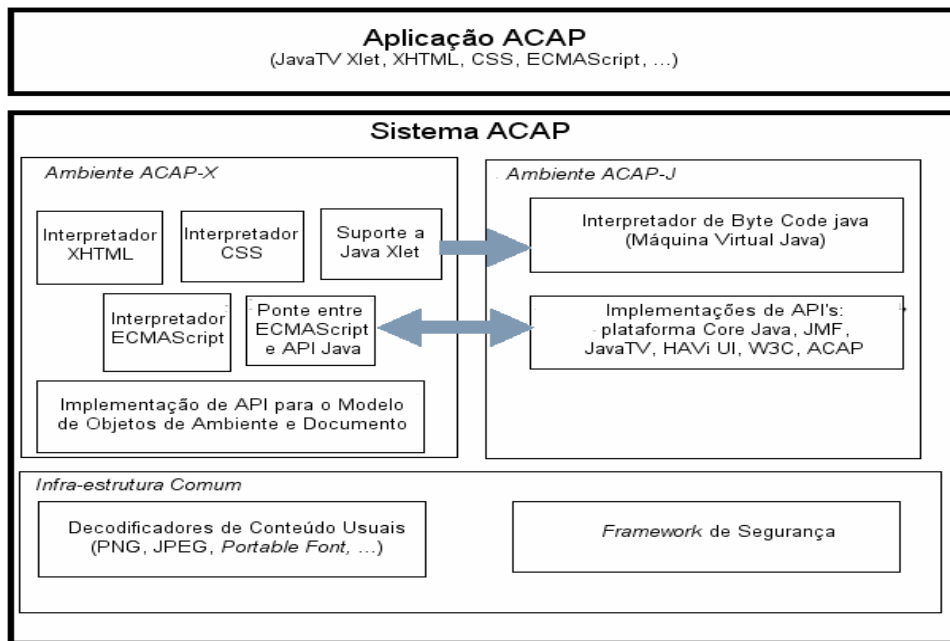 Aplicação ACAP
(JavaTV Xlet, XHTML, CSS, ECMAScript, ...)
Sistema ACAP
Ambiente ACAP-X
Interpretador
XHTML
Interpretador
CSS
Suporte a
Java Xlet
Interpretador
ECMAScript
Ponte entre
ECMAScript
e API Java
Implementação de API para o Modelo
de Objetos de Ambiente e Documento
Ambiente ACAP-J
Interpretador de Byte Code java
(Máquina Virtual Java)
Implementações de API's:
plataforma Core Java, JMF,
JavaTV, HAVi UI, W3C, ACAP
Infra-estrutura Comum
Decodificadores de Conteúdo Usuais
(PNG, JPEG, Portable Font, ...)
Framework de Segurança